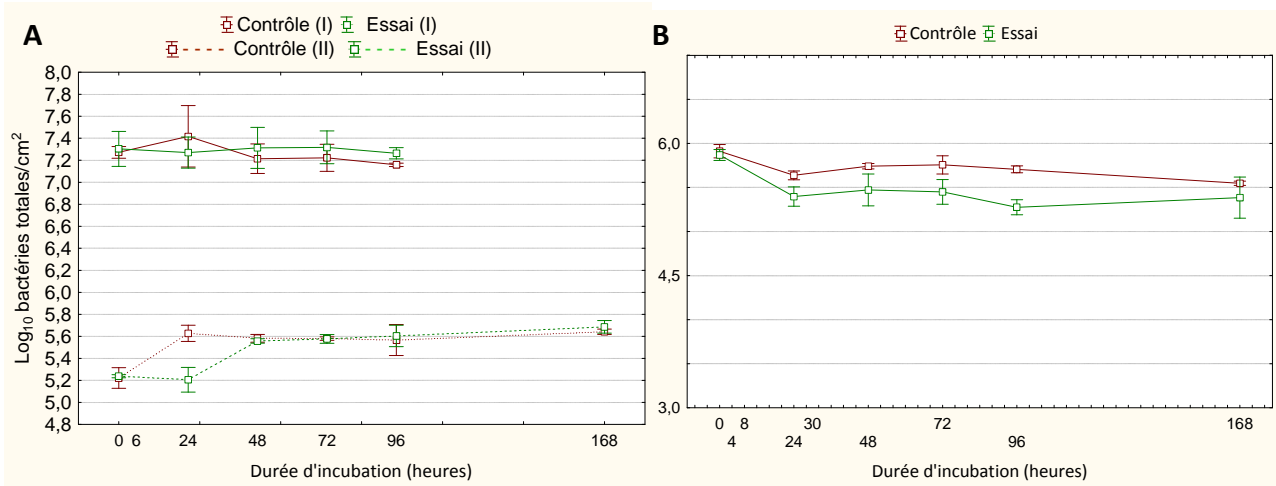 A
Contrôle (I) Essai (I)
Contrôle (II) Essai (II)
Log10 bactéries totales/cm2
8,0
7,8
7,6
7,4
7,2
7,0
6,8
6,6
6,4
6,2
6,0
5,8
5,6
5,4
5,2
5,0
4,8
0 6 24 48 72 96 168
Durée d'incubation (heures)
B
Contrôle Essai
6,0
4,5
3,0
0 8 30 72 168
4 24 48 96
Durée d'incubation (heures)